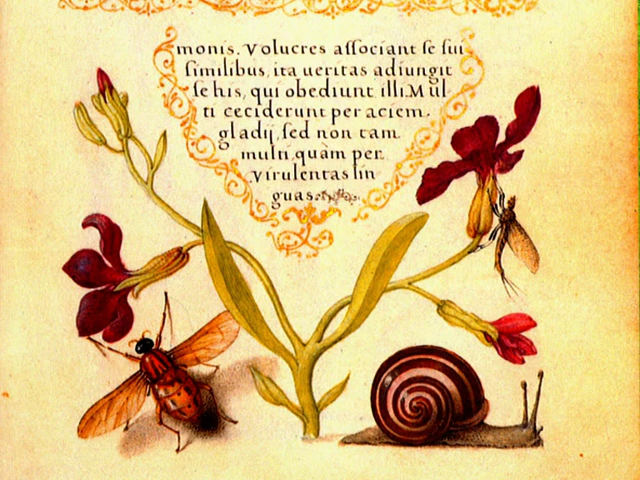 monis. Volucres associant se sui
similibus, ita ueritas adiungit
se his, qui obediunt illi. Mul
ti ceciderunt per aciem
gladij, sed non tam
multi, quàm per
virulentas lin
guas.